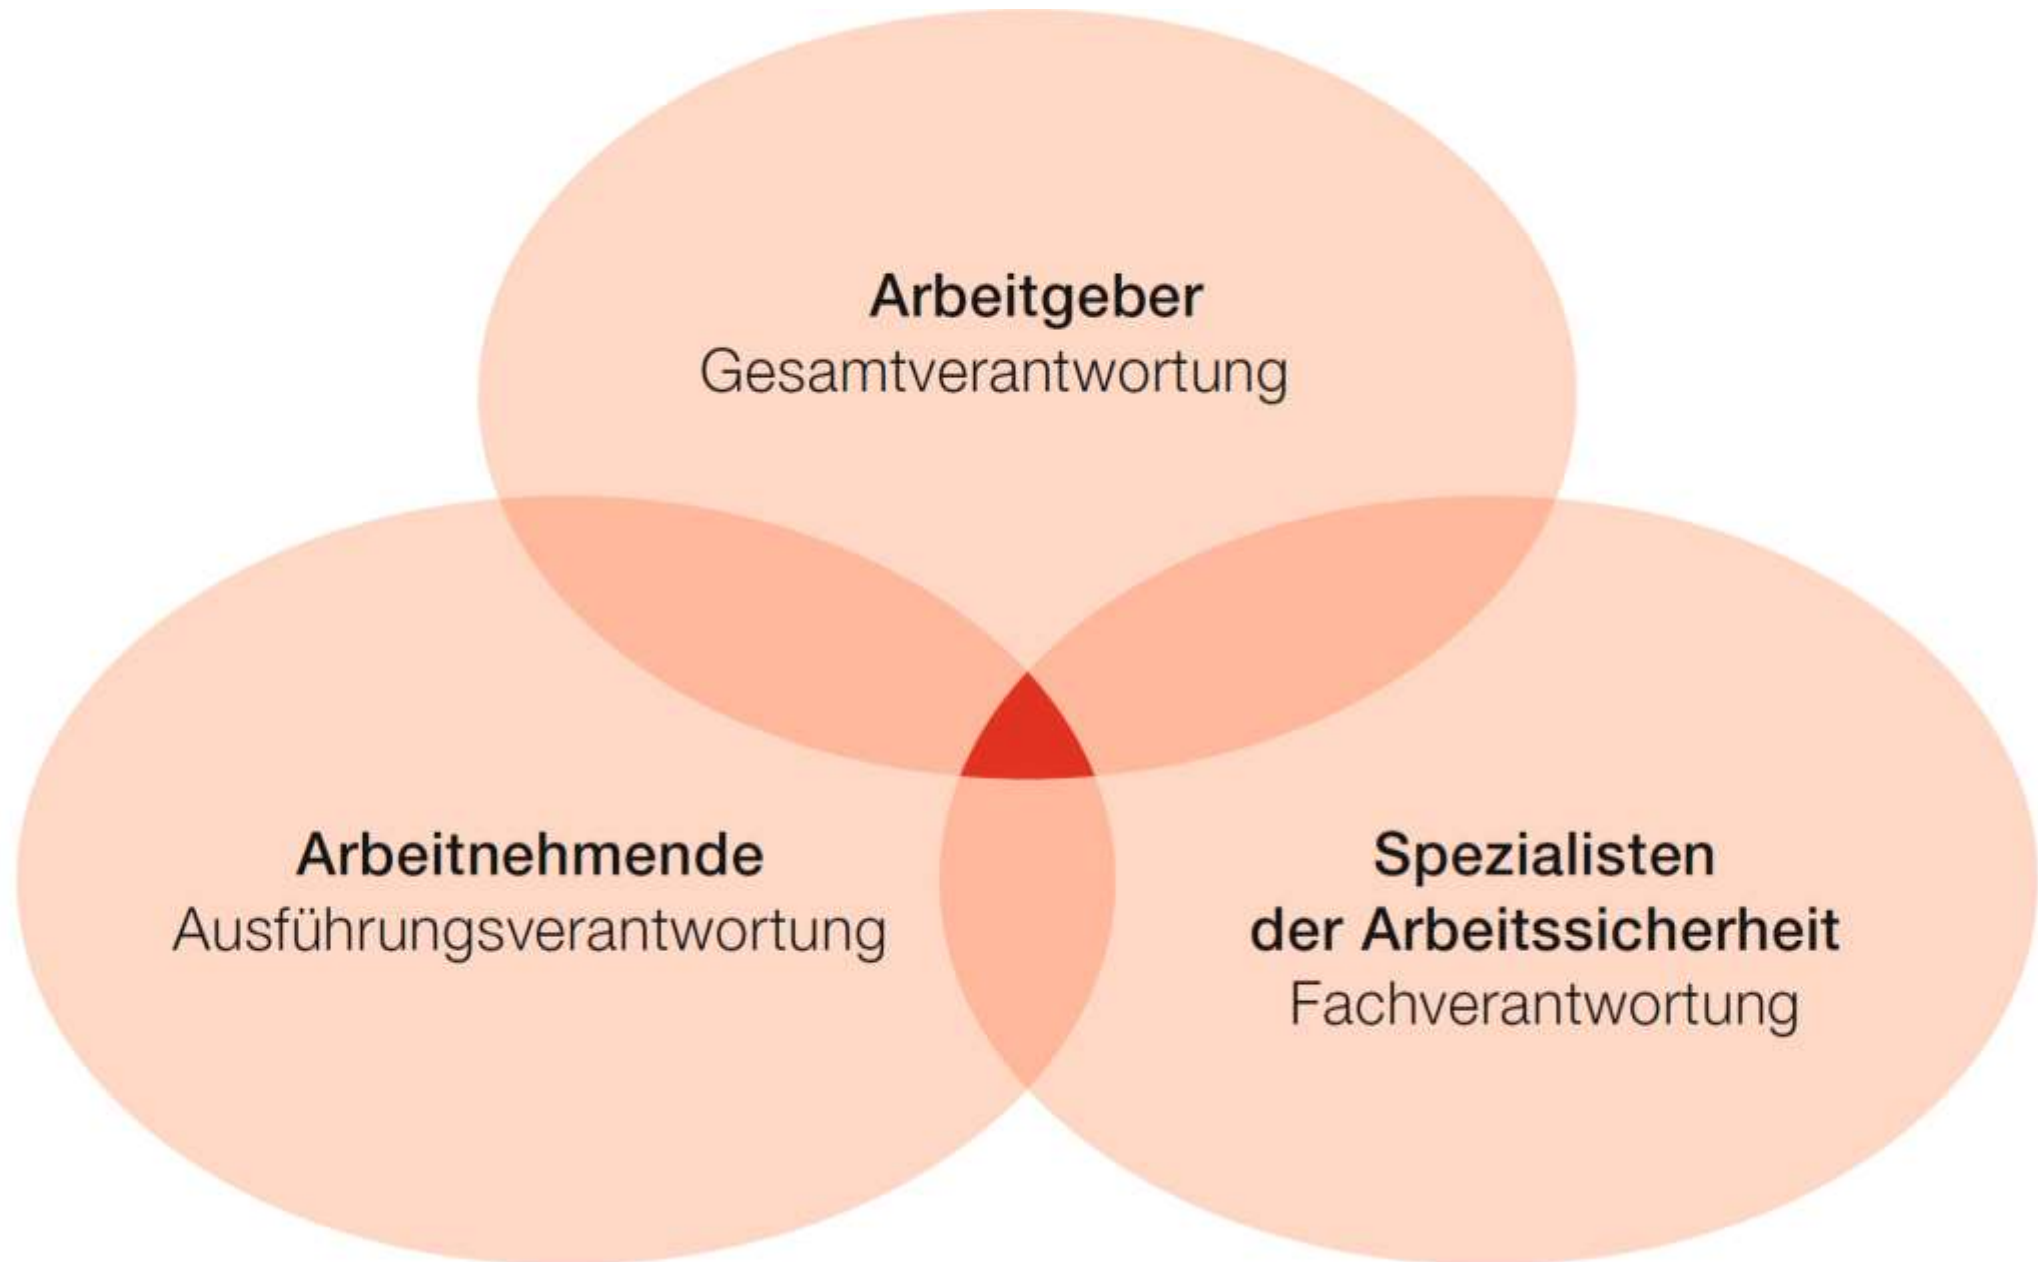 Arbeitgeber
Gesamtverantwortung
Arbeitnehmende
Ausführungsverantwortung
Spezialisten
der Arbeitssicherheit
Fachverantwortung